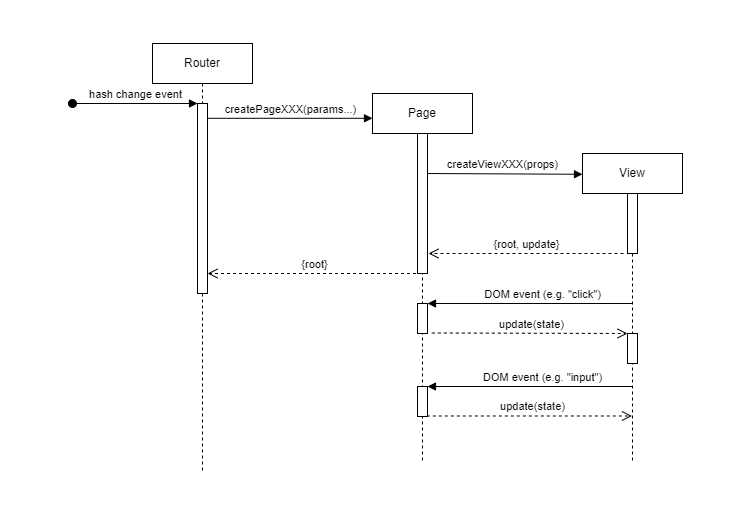 Router
hash change event
createPageXXX(params...)
Page
createViewXXX(props)
View
{root, update}
{root}
DOM event (e.g. "click")
update(state)
DOM event (e.g. "input")
update(state)